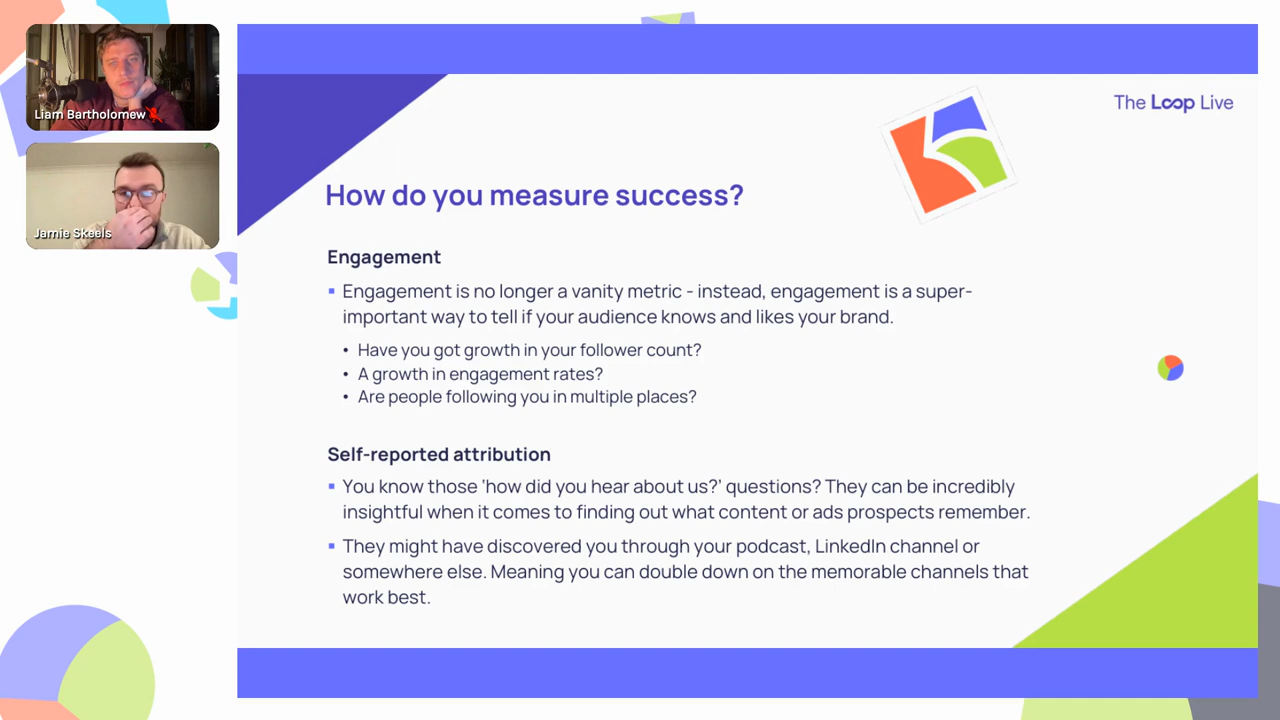 Liam Bartholomew
Jamie Skeels
The Loop Live
How do you measure success?
Engagement
Engagement is no longer a vanity metric - instead, engagement is a super-
important way to tell if your audience knows and likes your brand.
Have you got growth in your follower count?
A growth in engagement rates?
Are people following you in multiple places?
Self-reported attribution
You know those ‘how did you hear about us?’ questions? They can be incredibly
insightful when it comes to finding out what content or ads prospects remember.
They might have discovered you through your podcast, LinkedIn channel or
somewhere else. Meaning you can double down on the memorable channels that
work best.